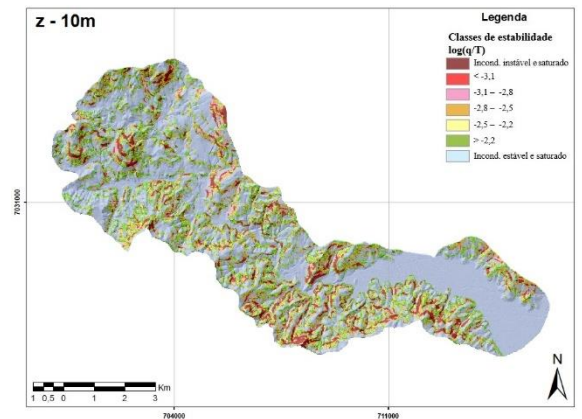 z - 10m
Legenda
Classes de estabilidade
log(q/T)
Incond. instável e saturado
< -3,1
-3,1 – -2,8
-2,8 – -2,5
-2,5 – -2,2
> -2,2
Incond. estável e saturado
7031000
N
Km
1 0,5 0 1 2 3
704000
711000